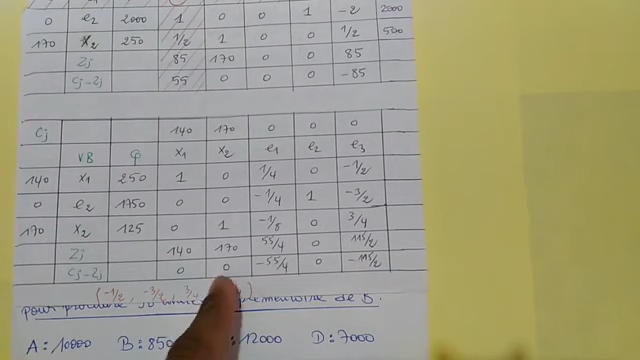 0 e₂ 2000 1 0 0 1 -2 2000
170 x₂ 250 1/2 1 0 0 1/2 500
Zj 85 170 0 0 85
Cj-Zj 55 0 0 0 -85
Cj 140 170 0 0 0
VB Q x₁ x₂ e₁ e₂ e₃
140 x₁ 250 1 0 1/4 0 -1/2
0 e₂ 1750 0 0 -1/4 1 -3/2
170 x₂ 125 0 1 -1/8 0 3/4
Zj 140 170 55/4 0 115/2
Cj-Zj 0 0 -55/4 0 -115/2
(-1/2, -3/2, 3/4
pour produire de B.
A: 10000 B: 850 12000 D: 7000